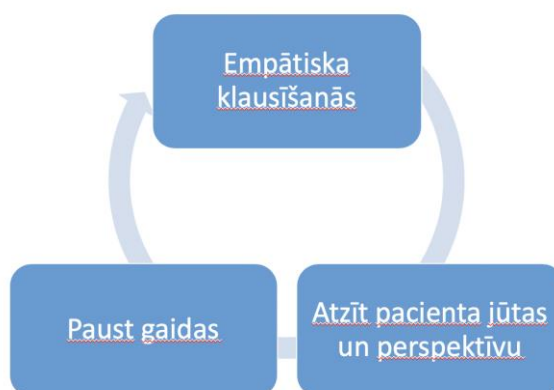 Empātiska
klausīšanās
Atzīt pacienta jūtas
un perspektīvu
Paust gaidas